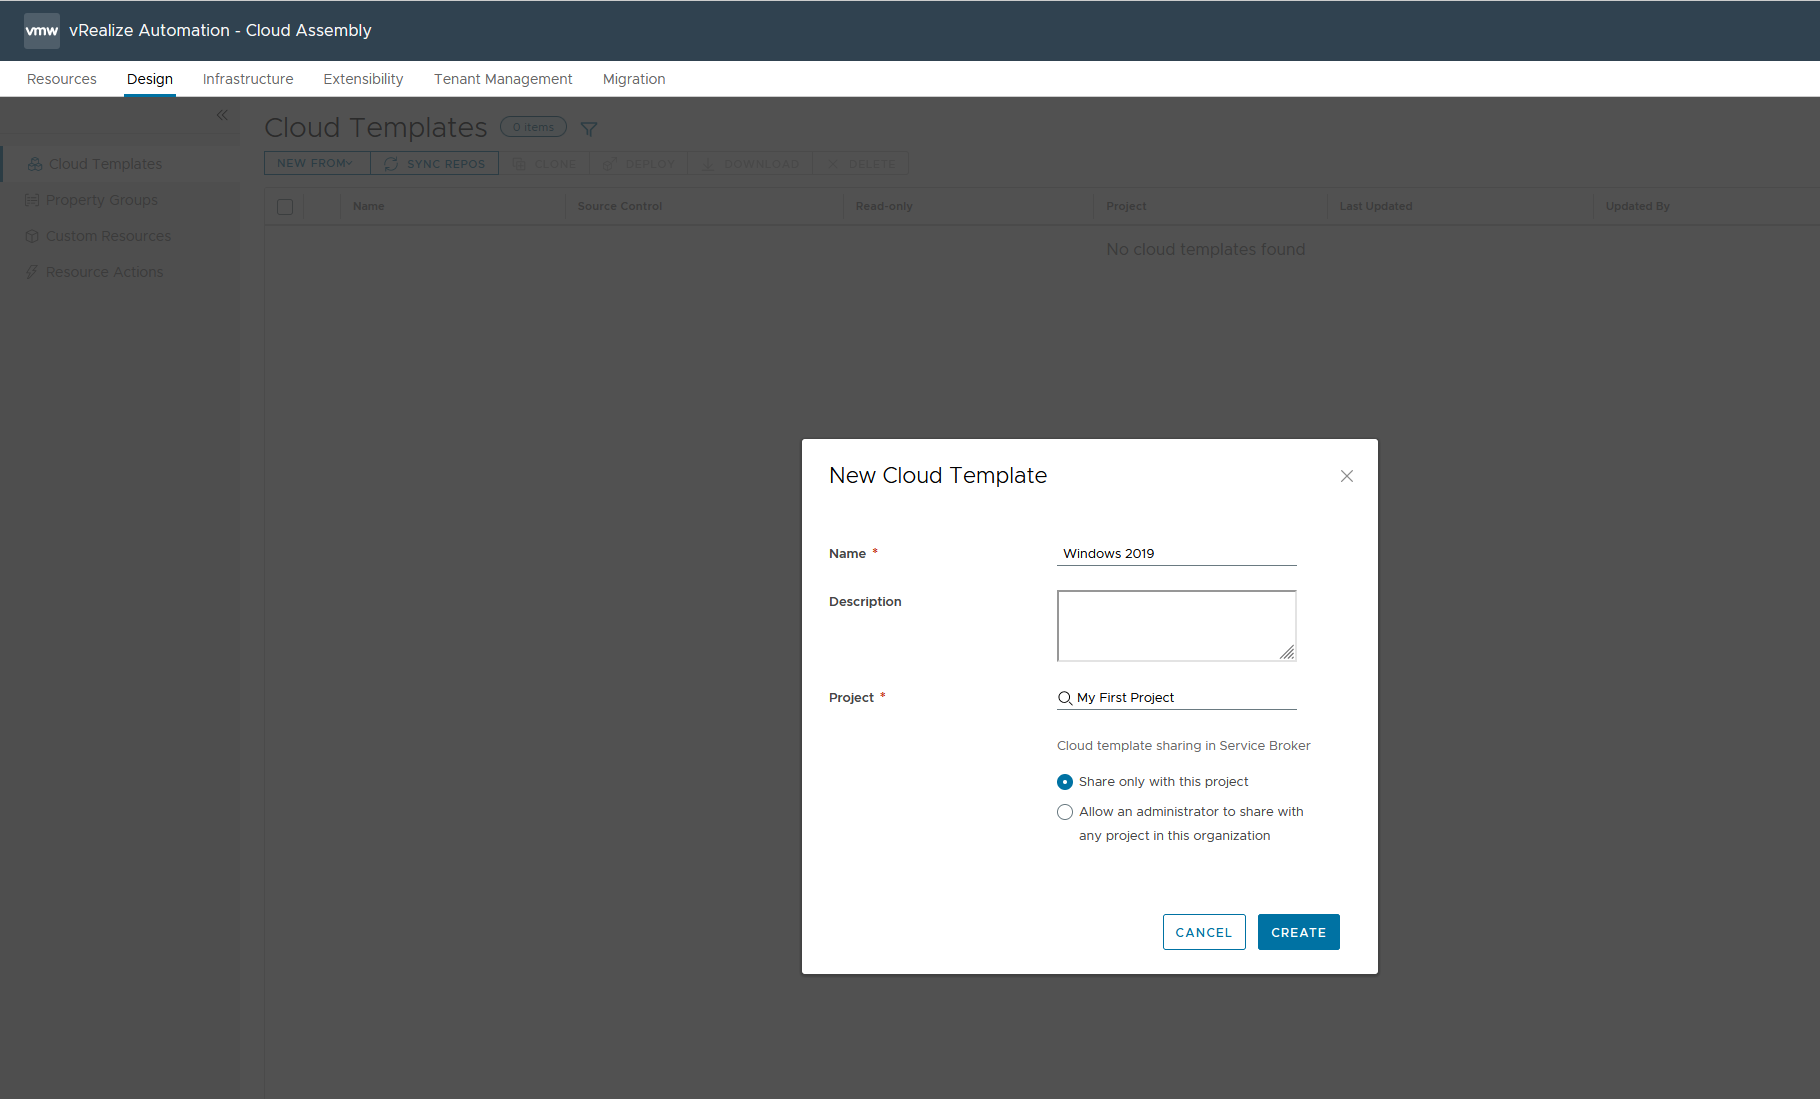 vmw vRealize Automation - Cloud Assembly
Resources Design Infrastructure Extensibility Tenant Management Migration
Cloud Templates
Property Groups
Custom Resources
Resource Actions
Cloud Templates 0 items
NEW FROM SYNC REPOS CLONE DEPLOY DOWNLOAD DELETE
Name Source Control Read-only Project Last Updated Updated By
No cloud templates found
New Cloud Template
Name * Windows 2019
Description
Project * My First Project
Cloud template sharing in Service Broker
Share only with this project
Allow an administrator to share with
any project in this organization
CANCEL CREATE